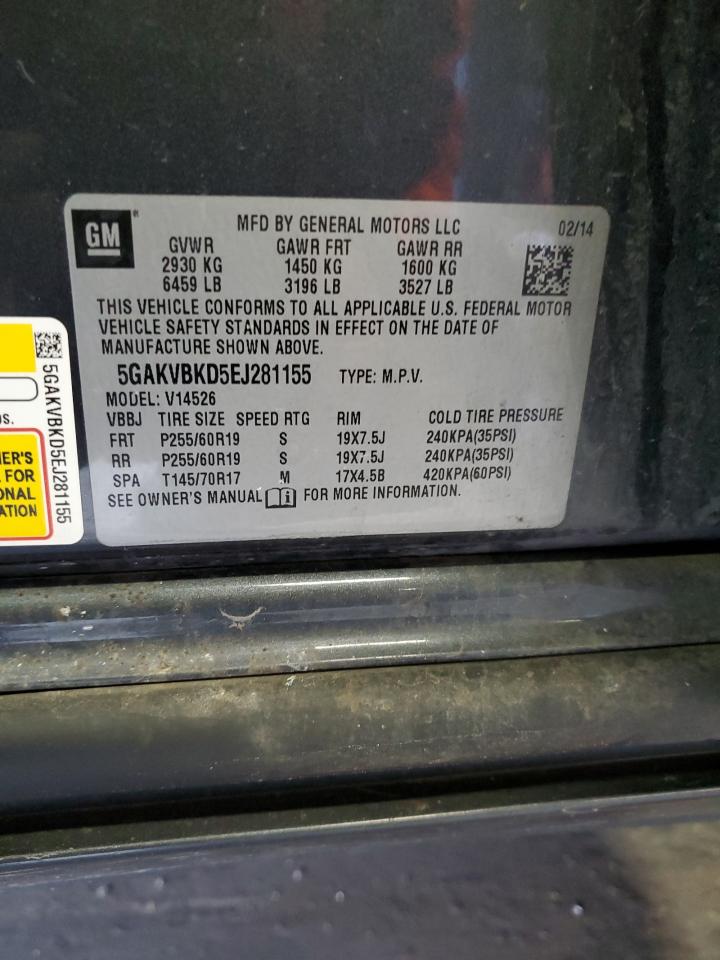 GM
MFD BY GENERAL MOTORS LLC 02/14
GVWR GAWR FRT GAWR RR
2930 KG 1450 KG 1600 KG
6459 LB 3196 LB 3527 LB
THIS VEHICLE CONFORMS TO ALL APPLICABLE U.S. FEDERAL MOTOR
VEHICLE SAFETY STANDARDS IN EFFECT ON THE DATE OF
MANUFACTURE SHOWN ABOVE.
5GAKVBKD5EJ281155 TYPE: M.P.V.
MODEL: V14526
VBBJ TIRE SIZE SPEED RTG RIM COLD TIRE PRESSURE
FRT P255/60R19 S 19X7.5J 240KPA(35PSI)
RR P255/60R19 S 19X7.5J 240KPA(35PSI)
SPA T145/70R17 M 17X4.5B 420KPA(60PSI)
SEE OWNER'S MANUAL FOR MORE INFORMATION.
5GAKVBKD5EJ281155
FOR